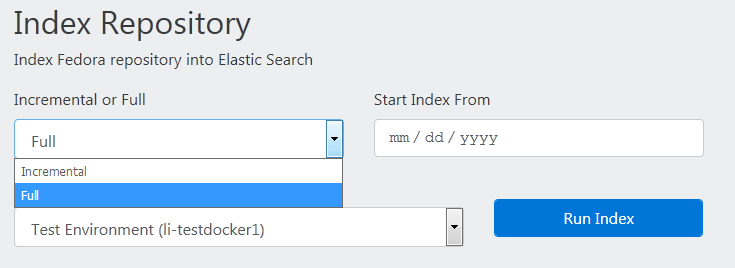 Index Repository
Index Fedora repository into Elastic Search
Incremental or Full
Start Index From
Full
mm / dd / yyyy
Incremental
Full
Test Environment (li-testdocker1)
Run Index